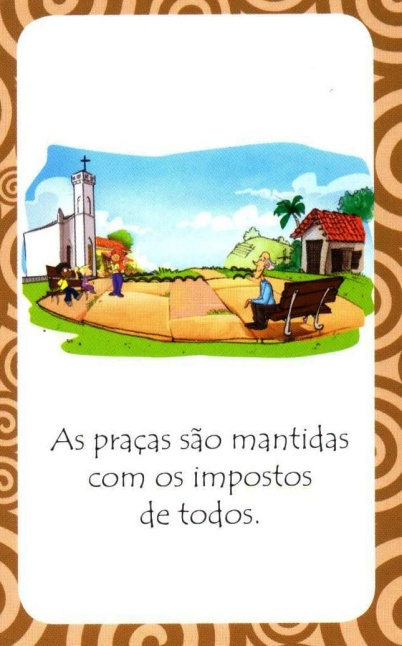 As praças são mantidas
com os impostos
de todos.